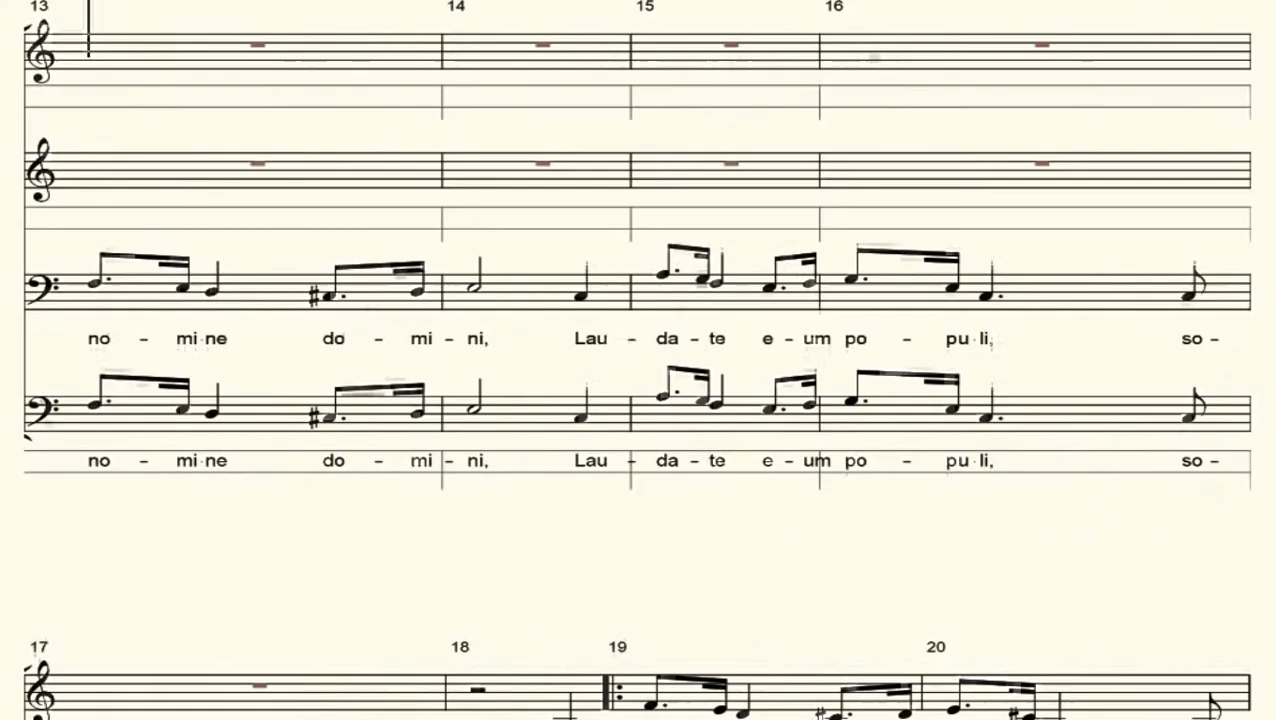 13 14 15 16
no - mi ne do - mi - ni, Lau - da - te e - um po - pu li, so -
no - mi ne do - mi - ni, Lau - da - te e - um po - pu li, so -
17 18 19 20